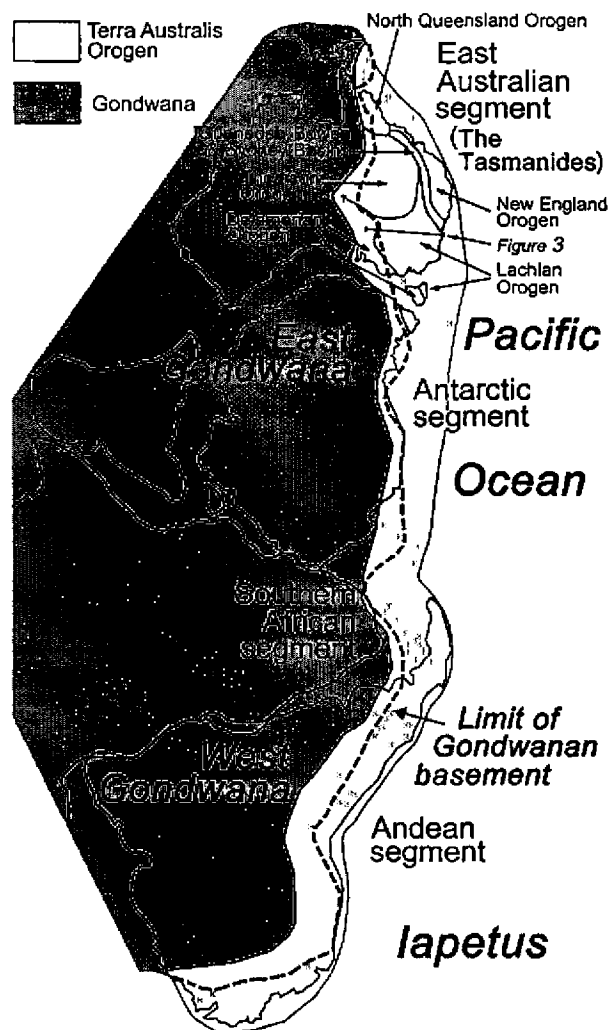 Terra Australis
Orogen
Gondwana
North Queensland Orogen
East
Australian
segment
(The
Tasmanides)
New England
Orogen
Figure 3
Lachlan
Orogen
Delamerian
Orogen
East
Gondwana
Pacific
Antarctic
segment
Ocean
Southern
African
segment
Limit of
Gondwanan
basement
West
Gondwana
Andean
segment
Iapetus